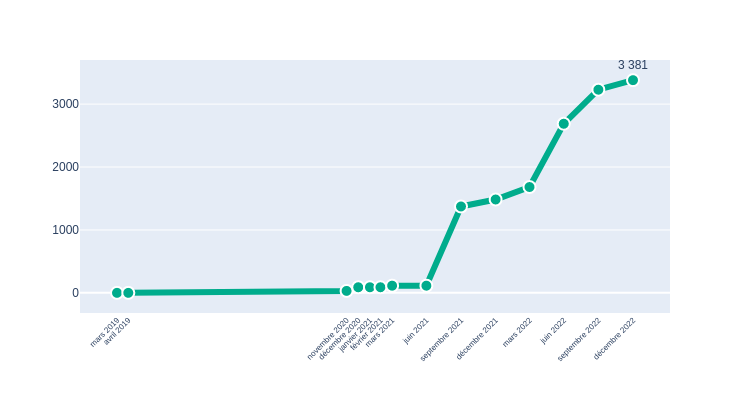 3 381
3000
2000
1000
0
mars 2019
avril 2019
novembre 2020
décembre 2020
janvier 2021
février 2021
mars 2021
juin 2021
septembre 2021
décembre 2021
mars 2022
juin 2022
septembre 2022
décembre 2022